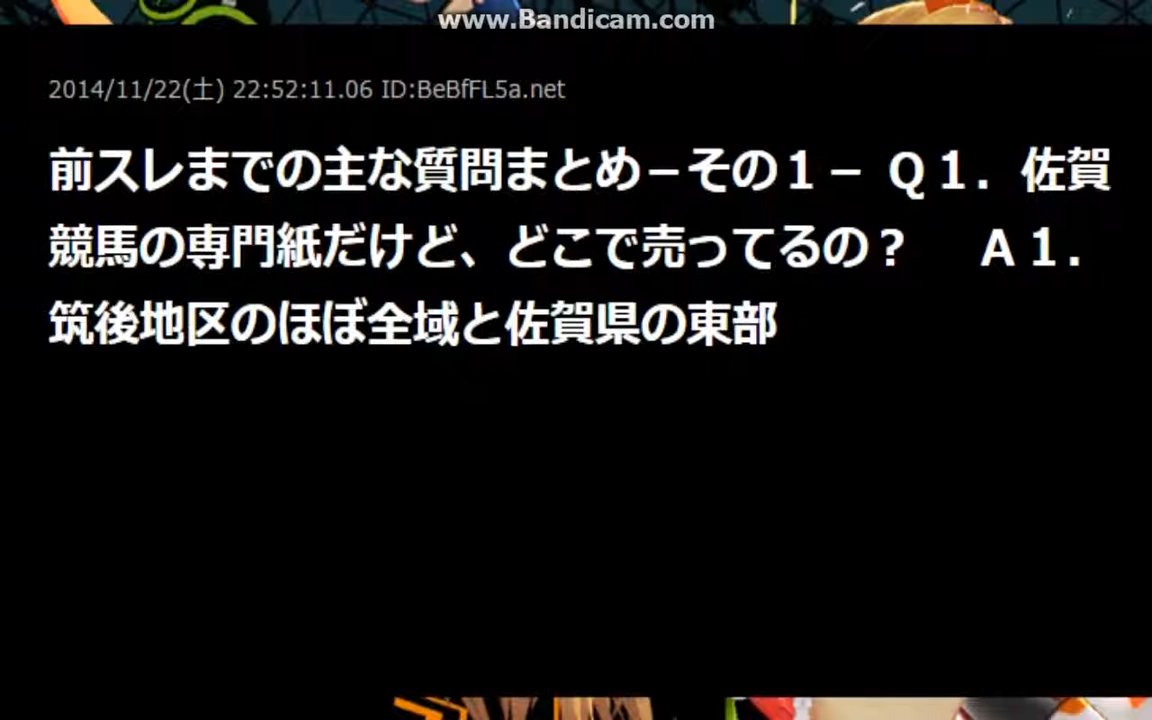 www.Bandicam.com
2014/11/22(土) 22:52:11.06 ID:BeBfFL5a.net
前スレまでの主な質問まとめ－その１－ Ｑ１．佐賀
競馬の専門紙だけど、どこで売ってるの？　Ａ１．
筑後地区のほぼ全域と佐賀県の東部